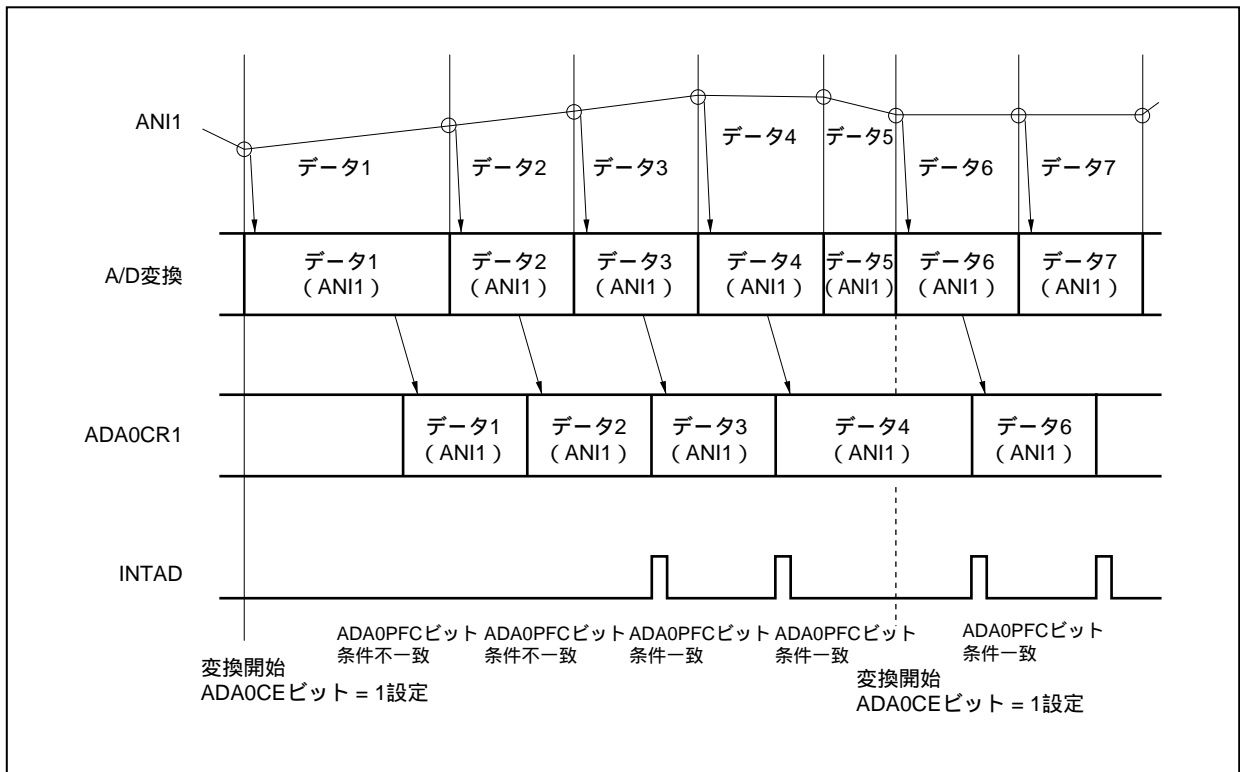 ANI1
データ1
データ2
データ3
データ4
データ5
データ6
データ7
A/D変換
データ1
（ANI1）
データ2
（ANI1）
データ3
（ANI1）
データ4
（ANI1）
データ5
（ANI1）
データ6
（ANI1）
データ7
（ANI1）
ADA0CR1
データ1
（ANI1）
データ2
（ANI1）
データ3
（ANI1）
データ4
（ANI1）
データ6
（ANI1）
INTAD
ADA0PFCビット
条件不一致
ADA0PFCビット
条件不一致
ADA0PFCビット
条件一致
ADA0PFCビット
条件一致
ADA0PFCビット
条件一致
変換開始
ADA0CEビット = 1設定
変換開始
ADA0CEビット = 1設定